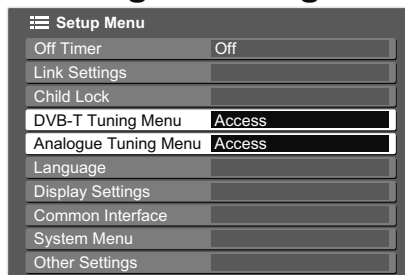 Setup Menu
Off Timer Off
Link Settings
Child Lock
DVB-T Tuning Menu Access
Analogue Tuning Menu Access
Language
Display Settings
Common Interface
System Menu
Other Settings